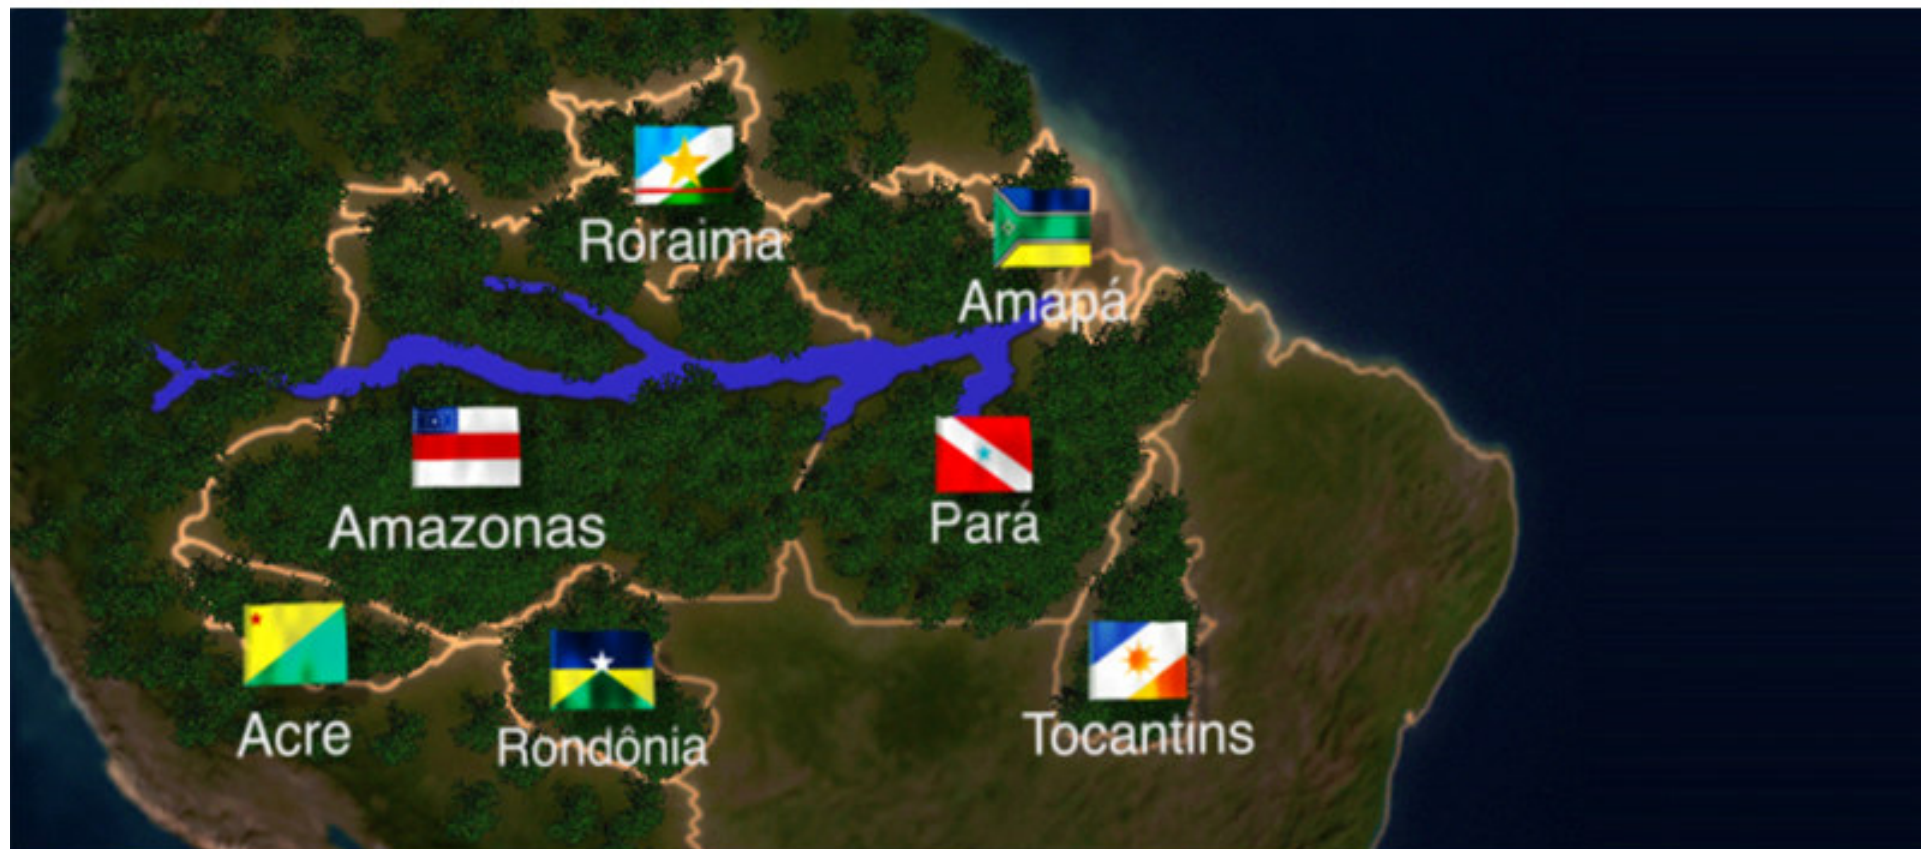 Roraima
Amapá
Amazonas
Pará
Acre
Rondônia
Tocantins